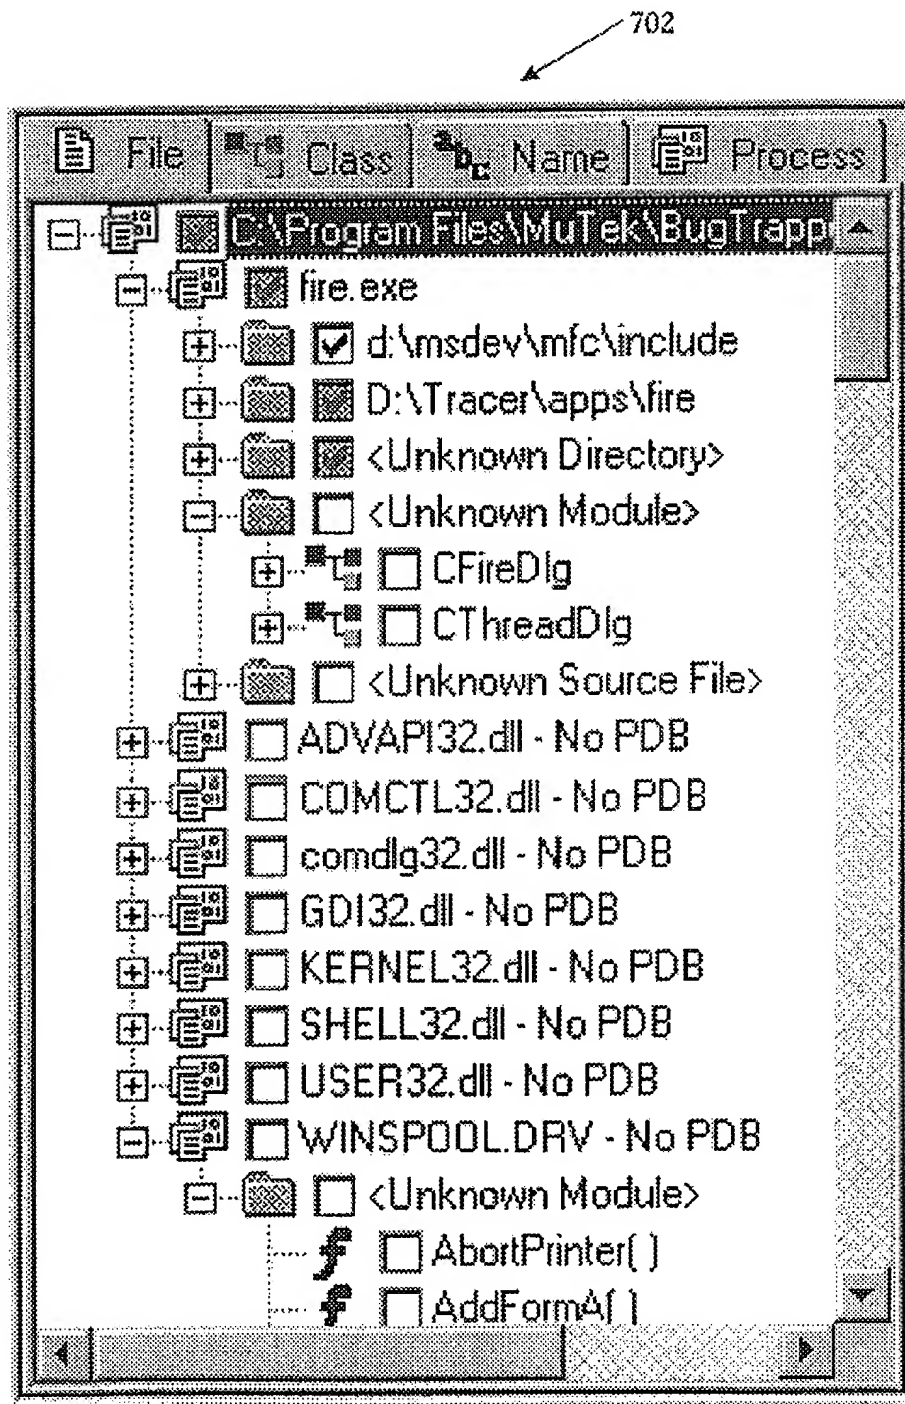 702
File Class Name Process
C:\Program Files\MuTek\BugTrapp
fire.exe
d:\msdev\mfc\include
D:\Tracer\apps\fire
<Unknown Directory>
<Unknown Module>
CFireDlg
CThreadDlg
<Unknown Source File>
ADVAPI32.dll - No PDB
COMCTL32.dll - No PDB
comdlg32.dll - No PDB
GDI32.dll - No PDB
KERNEL32.dll - No PDB
SHELL32.dll - No PDB
USER32.dll - No PDB
WINSPOOL.DRV - No PDB
<Unknown Module>
AbortPrinter( )
AddFormA( )